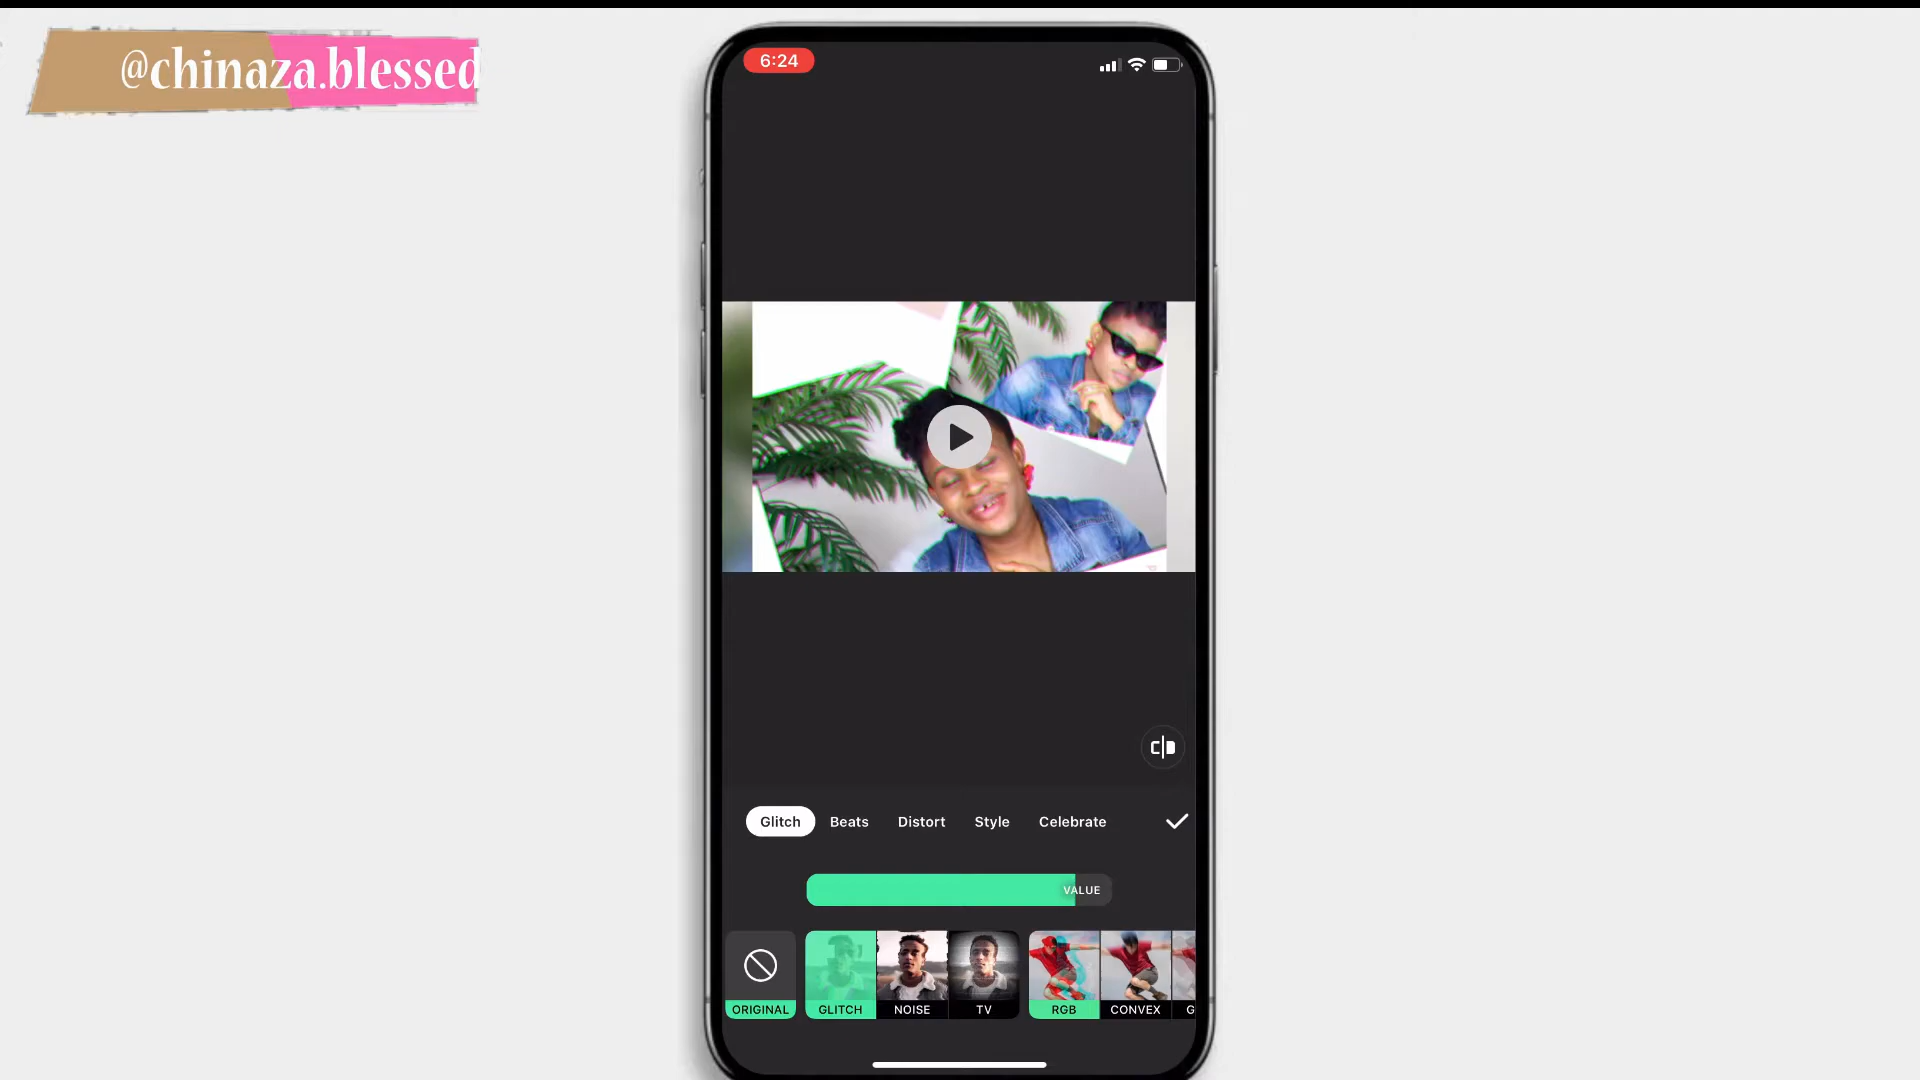 @chinaza.blessed
6:24
Glitch Beats Distort Style Celebrate
VALUE
ORIGINAL GLITCH NOISE TV RGB CONVEX G